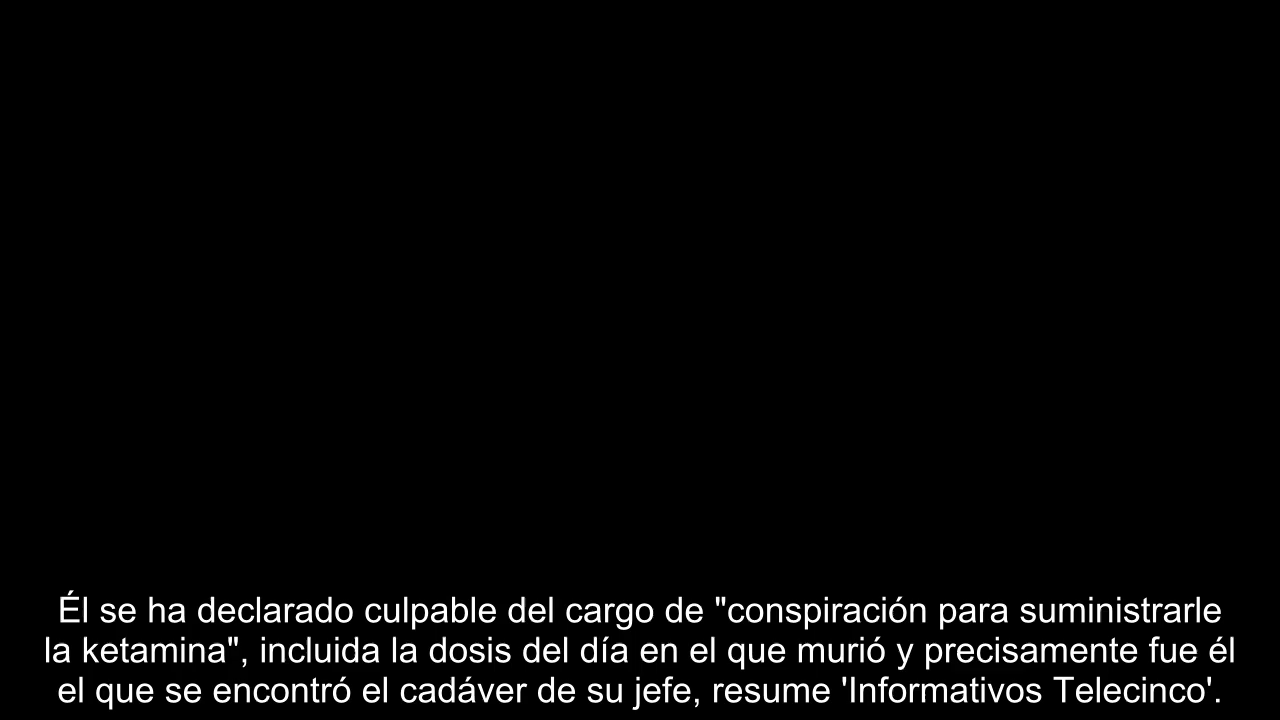 Él se ha declarado culpable del cargo de "conspiración para suministrarle
la ketamina", incluida la dosis del día en el que murió y precisamente fue él
el que se encontró el cadáver de su jefe, resume 'Informativos Telecinco'.